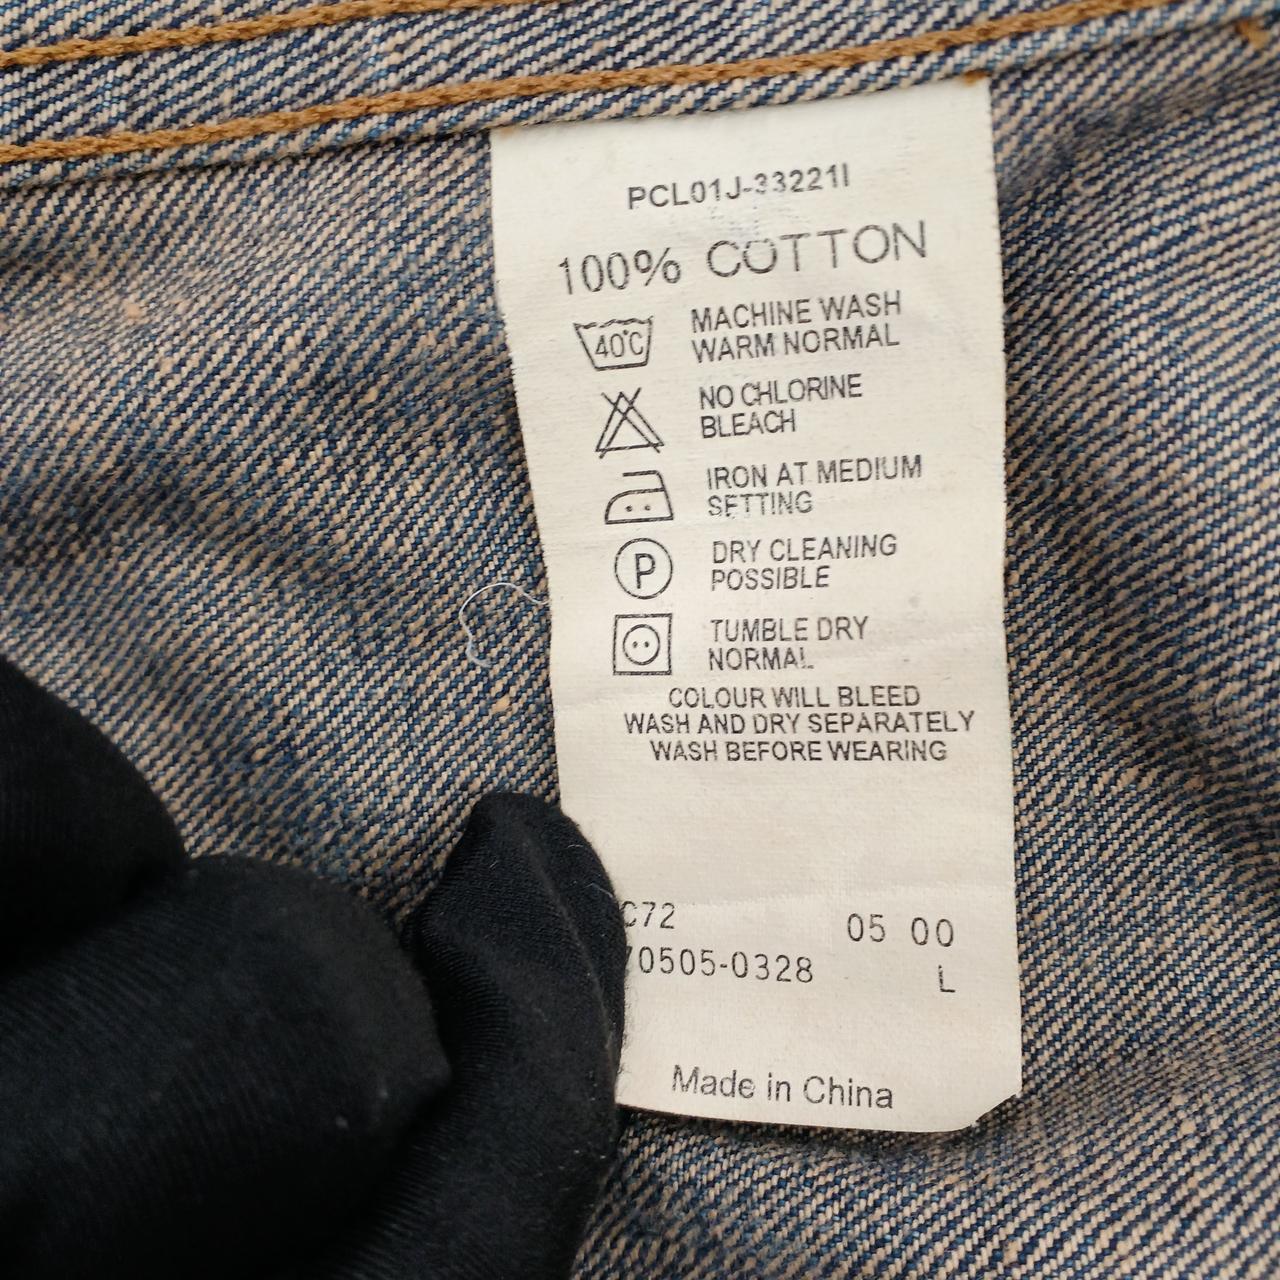 PCL01J-33221I
100% COTTON
40°C
MACHINE WASH
WARM NORMAL
NO CHLORINE
BLEACH
IRON AT MEDIUM
SETTING
P
DRY CLEANING
POSSIBLE
TUMBLE DRY
NORMAL
COLOUR WILL BLEED
WASH AND DRY SEPARATELY
WASH BEFORE WEARING
C72 05 00
70505-0328 L
Made in China